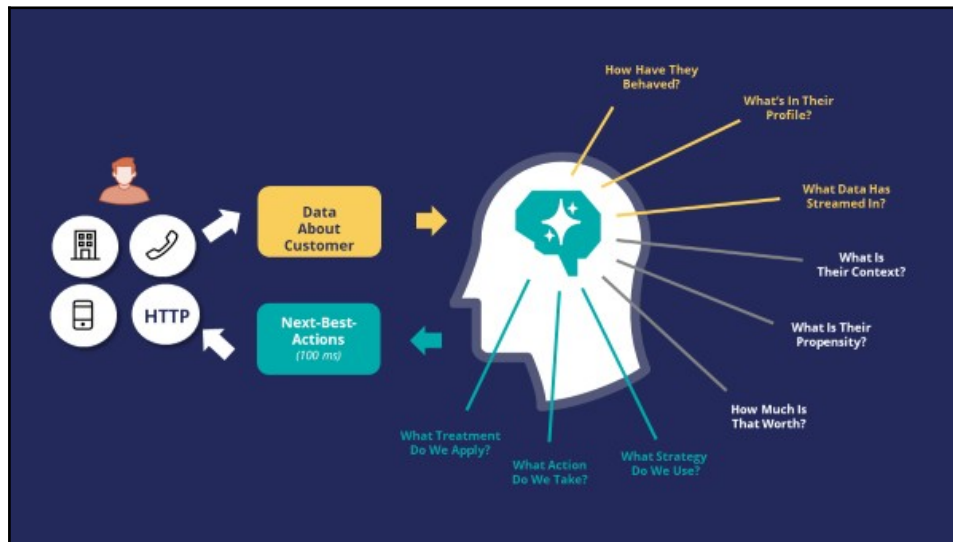 How Have They
Behaved?
What's In Their
Profile?
What Data Has
Streamed In?
What Is
Their Context?
What Is Their
Propensity?
How Much Is
That Worth?
What Strategy
Do We Use?
What Action
Do We Take?
What Treatment
Do We Apply?
Data
About
Customer
HTTP
Next-Best-
Actions
(100 ms)